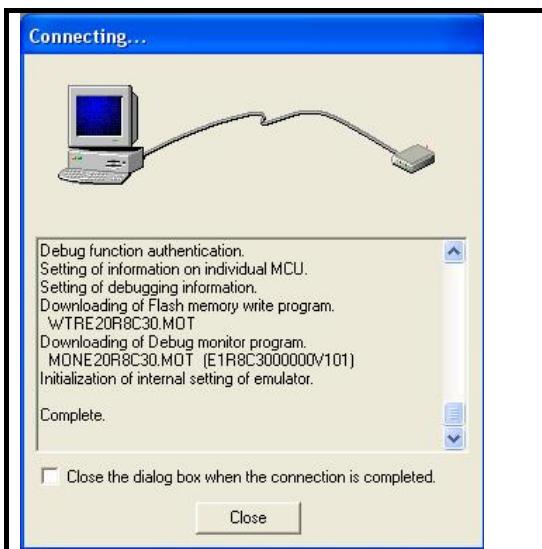 Connecting...
Debug function authentication.
Setting of information on individual MCU.
Setting of debugging information.
Downloading of Flash memory write program.
WTRE20R8C30.MOT
Downloading of Debug monitor program.
MONE20R8C30.MOT (E1R8C3000000V101)
Initialization of internal setting of emulator.
Complete.
Close the dialog box when the connection is completed.
Close